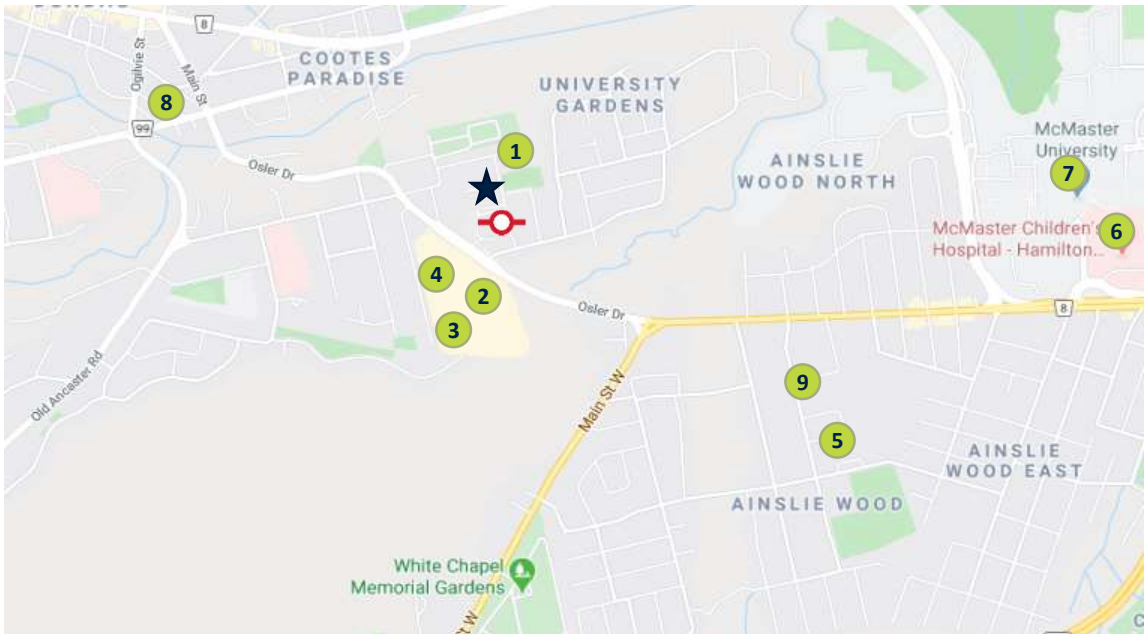 8
COOTES
PARADISE
Ogilvie St
Main St
8
99
UNIVERSITY
GARDENS
1
Osler Dr
AINSLIE
WOOD NORTH
McMaster
University
7
McMaster Children's
Hospital - Hamilton...
6
4
2
3
Osler Dr
8
Old Ancaster Rd
Main St W
9
5
AINSLIE
WOOD EAST
AINSLIE WOOD
White Chapel
Memorial Gardens
St W